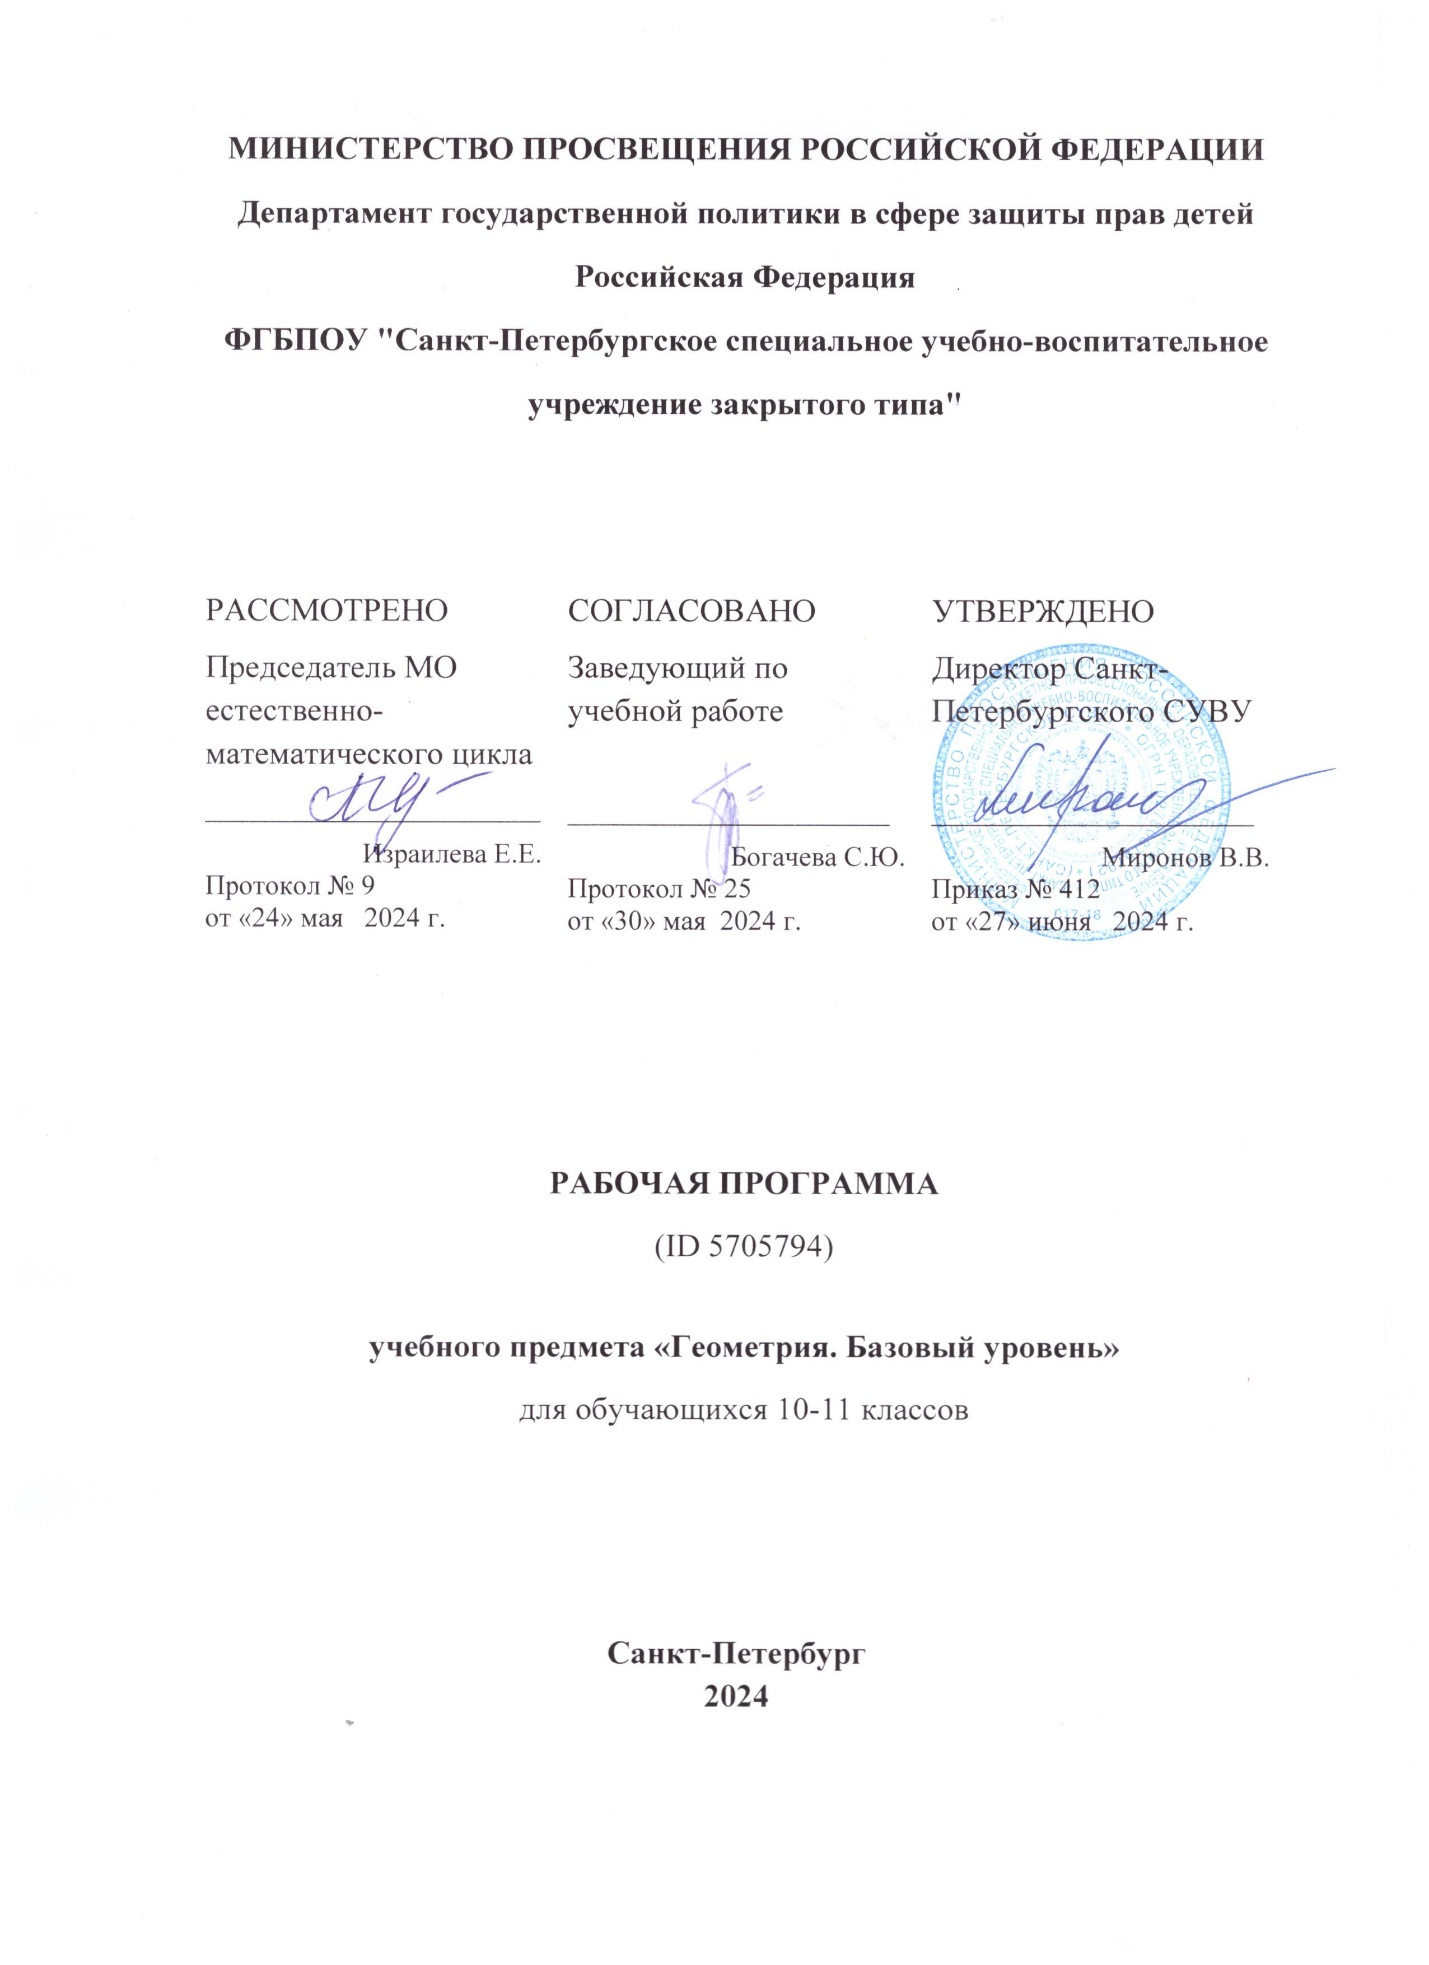 МИНИСТЕРСТВО ПРОСВЕЩЕНИЯ РОССИЙСКОЙ ФЕДЕРАЦИИ
Департамент государственной политики в сфере защиты прав детей
Российская Федерация
ФГБПОУ "Санкт-Петербургское специальное учебно-воспитательное
учреждение закрытого типа"
РАССМОТРЕНО
Председатель МО
естественно-
математического цикла
Израилева Е.Е.
Протокол № 9
от «24» мая 2024 г.
СОГЛАСОВАНО
Заведующий по
учебной работе
Богачева С.Ю.
Протокол № 25
от «30» мая 2024 г.
УТВЕРЖДЕНО
Директор Санкт-
Петербургского СУВУ
Миронов В.В.
Приказ № 412
от «27» июня 2024 г.
РАБОЧАЯ ПРОГРАММА
(ID 5705794)
учебного предмета «Геометрия. Базовый уровень»
для обучающихся 10-11 классов
Санкт-Петербург
2024